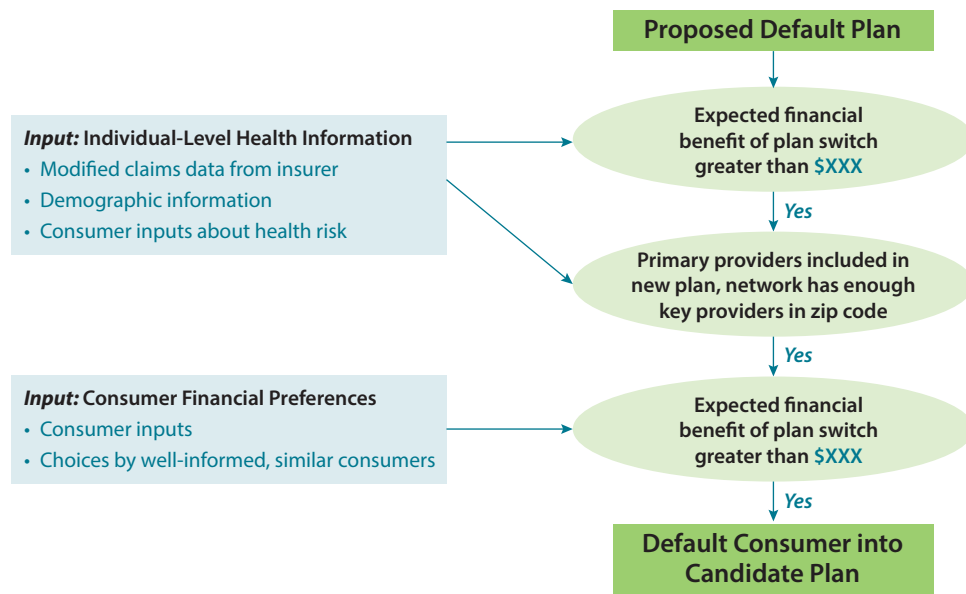 Proposed Default Plan
Expected financial
benefit of plan switch
greater than $XXX
Input: Individual-Level Health Information
• Modified claims data from insurer
• Demographic information
• Consumer inputs about health risk
Yes
Primary providers included in
new plan, network has enough
key providers in zip code
Yes
Input: Consumer Financial Preferences
• Consumer inputs
• Choices by well-informed, similar consumers
Expected financial
benefit of plan switch
greater than $XXX
Yes
Default Consumer into
Candidate Plan